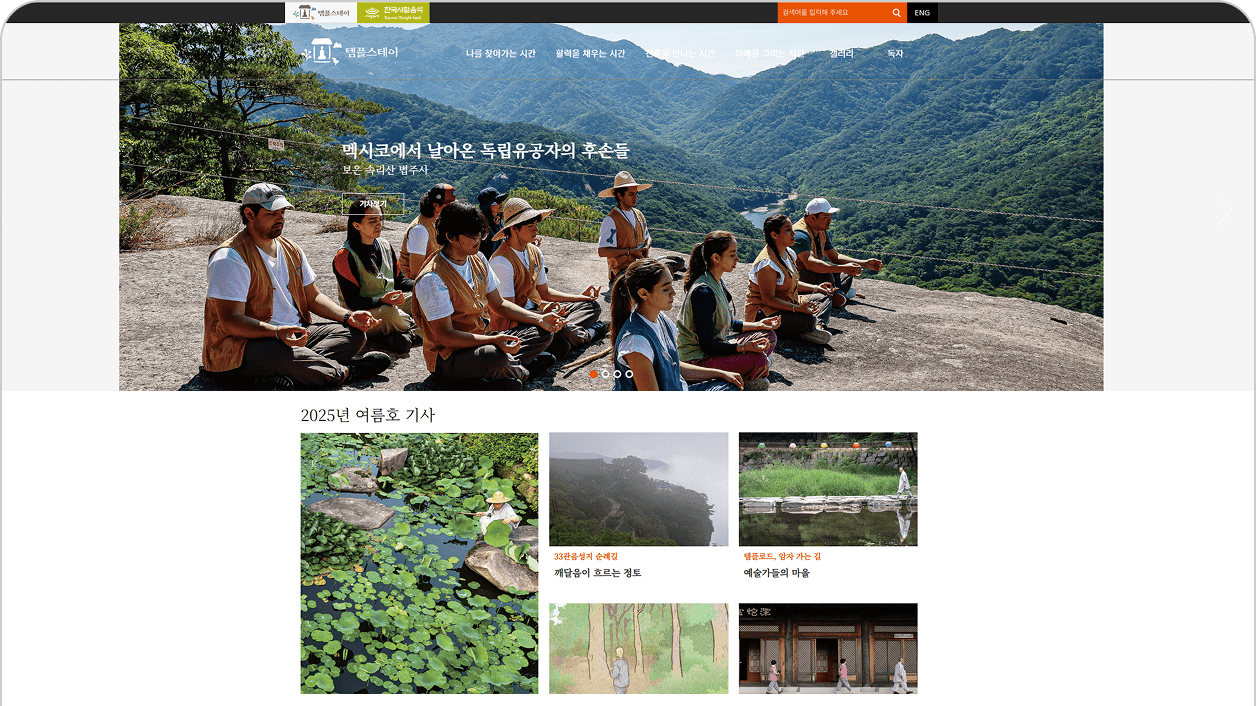 템플스테이
한국사찰음식
Korean Temple food
검색어를 입력해 주세요
ENG
템플스테이
나를 찾아가는 시간
활력을 채우는 시간
전통을 만나는 시간
미래를 그리는 시간
갤러리
독자
멕시코에서 날아온 독립유공자의 후손들
보은 속리산 법주사
기사보기
2025년 여름호 기사
33관음성지 순례길
깨달음이 흐르는 정토
템플로드, 암자 가는 길
예술가들의 마을